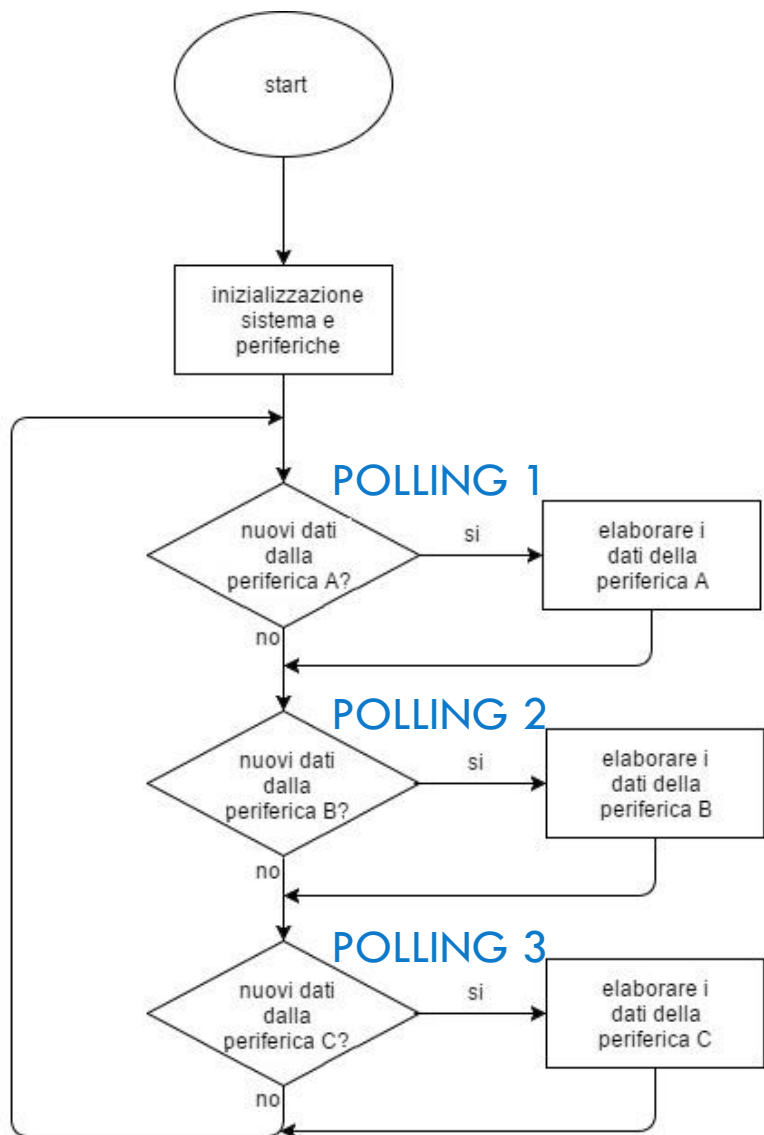 start
inizializzazione
sistema e
periferiche
POLLING 1
nuovi dati
dalla
periferica A?
si
elaborare i
dati della
periferica A
no
POLLING 2
nuovi dati
dalla
periferica B?
si
elaborare i
dati della
periferica B
no
POLLING 3
nuovi dati
dalla
periferica C?
si
elaborare i
dati della
periferica C
no